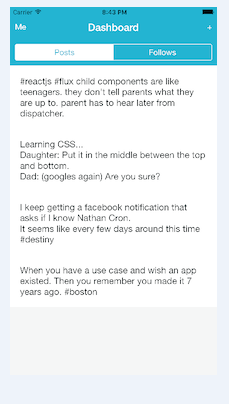 Carrier 8:43 PM
Me Dashboard +
Posts Follows
#reactjs #flux child components are like
teenagers. they don't tell parents what they
are up to. parent has to hear later from
dispatcher.
Learning CSS...
Daughter: Put it in the middle between the top
and bottom.
Dad: (googles again) Are you sure?
I keep getting a facebook notification that
asks if I know Nathan Cron.
It seems like every few days around this time
#destiny
When you have a use case and wish an app
existed. Then you remember you made it 7
years ago. #boston